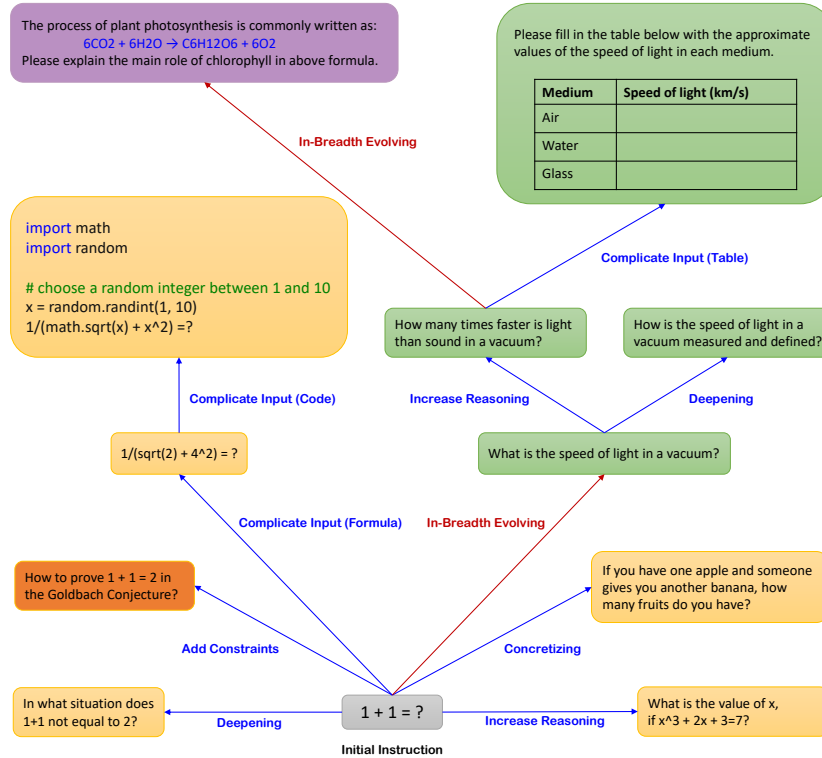 The process of plant photosynthesis is commonly written as:
6CO2 + 6H2O → C6H12O6 + 6O2
Please explain the main role of chlorophyll in above formula.
Please fill in the table below with the approximate
values of the speed of light in each medium.
Medium Speed of light (km/s)
Air
Water
Glass
In-Breadth Evolving
import math
import random
# choose a random integer between 1 and 10
x = random.randint(1, 10)
1/(math.sqrt(x) + x^2) =?
Complicate Input (Table)
How many times faster is light
than sound in a vacuum?
How is the speed of light in a
vacuum measured and defined?
Complicate Input (Code)
Increase Reasoning
Deepening
1/(sqrt(2) + 4^2) = ?
What is the speed of light in a vacuum?
Complicate Input (Formula)
In-Breadth Evolving
How to prove 1 + 1 = 2 in
the Goldbach Conjecture?
If you have one apple and someone
gives you another banana, how
many fruits do you have?
Add Constraints
Concretizing
In what situation does
1+1 not equal to 2?
Deepening
1 + 1 = ?
Increase Reasoning
What is the value of x,
if x^3 + 2x + 3=7?
Initial Instruction